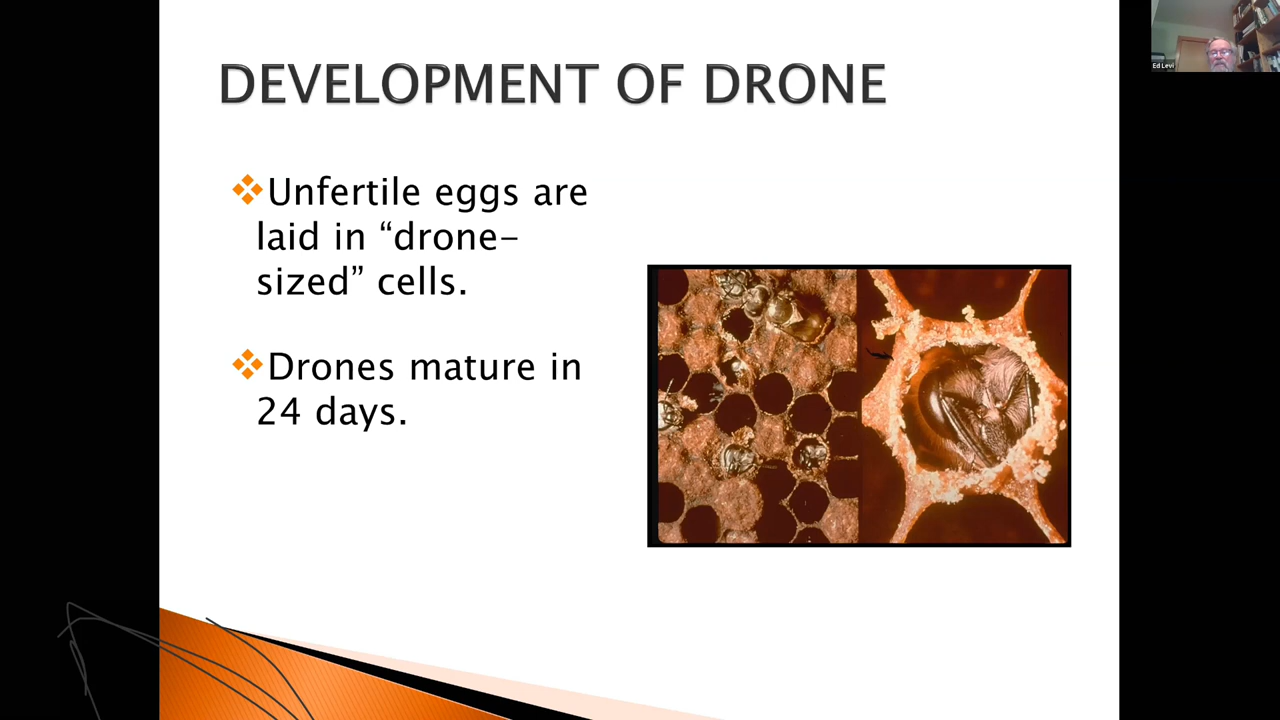 DEVELOPMENT OF DRONE
Unfertile eggs are
laid in “drone-
sized” cells.
Drones mature in
24 days.
Ed Levi